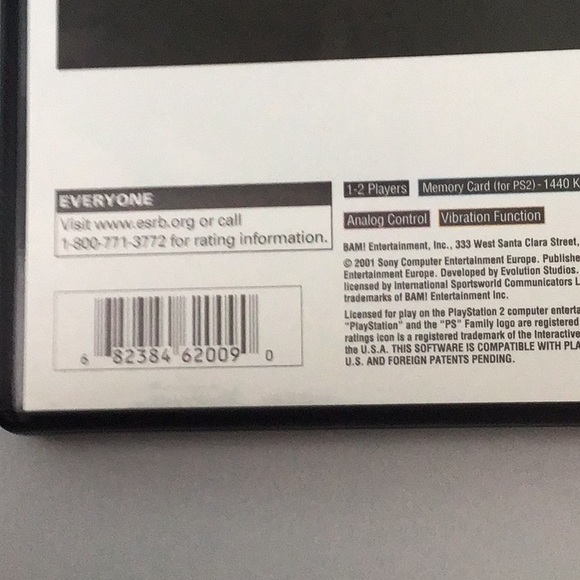 EVERYONE
Visit www.esrb.org or call
1-800-771-3772 for rating information.
6 82384 62009 0
1-2 Players Memory Card (for PS2) - 1440 K
Analog Control Vibration Function
BAM! Entertainment, Inc., 333 West Santa Clara Street,
© 2001 Sony Computer Entertainment Europe. Publishe
Entertainment Europe. Developed by Evolution Studios.
licensed by International Sportsworld Communicators L
trademarks of BAM! Entertainment Inc.
Licensed for play on the PlayStation 2 computer enterta
"PlayStation" and the "PS" Family logo are registered
ratings icon is a registered trademark of the Interactive
the U.S.A. THIS SOFTWARE IS COMPATIBLE WITH PLA
U.S. AND FOREIGN PATENTS PENDING.